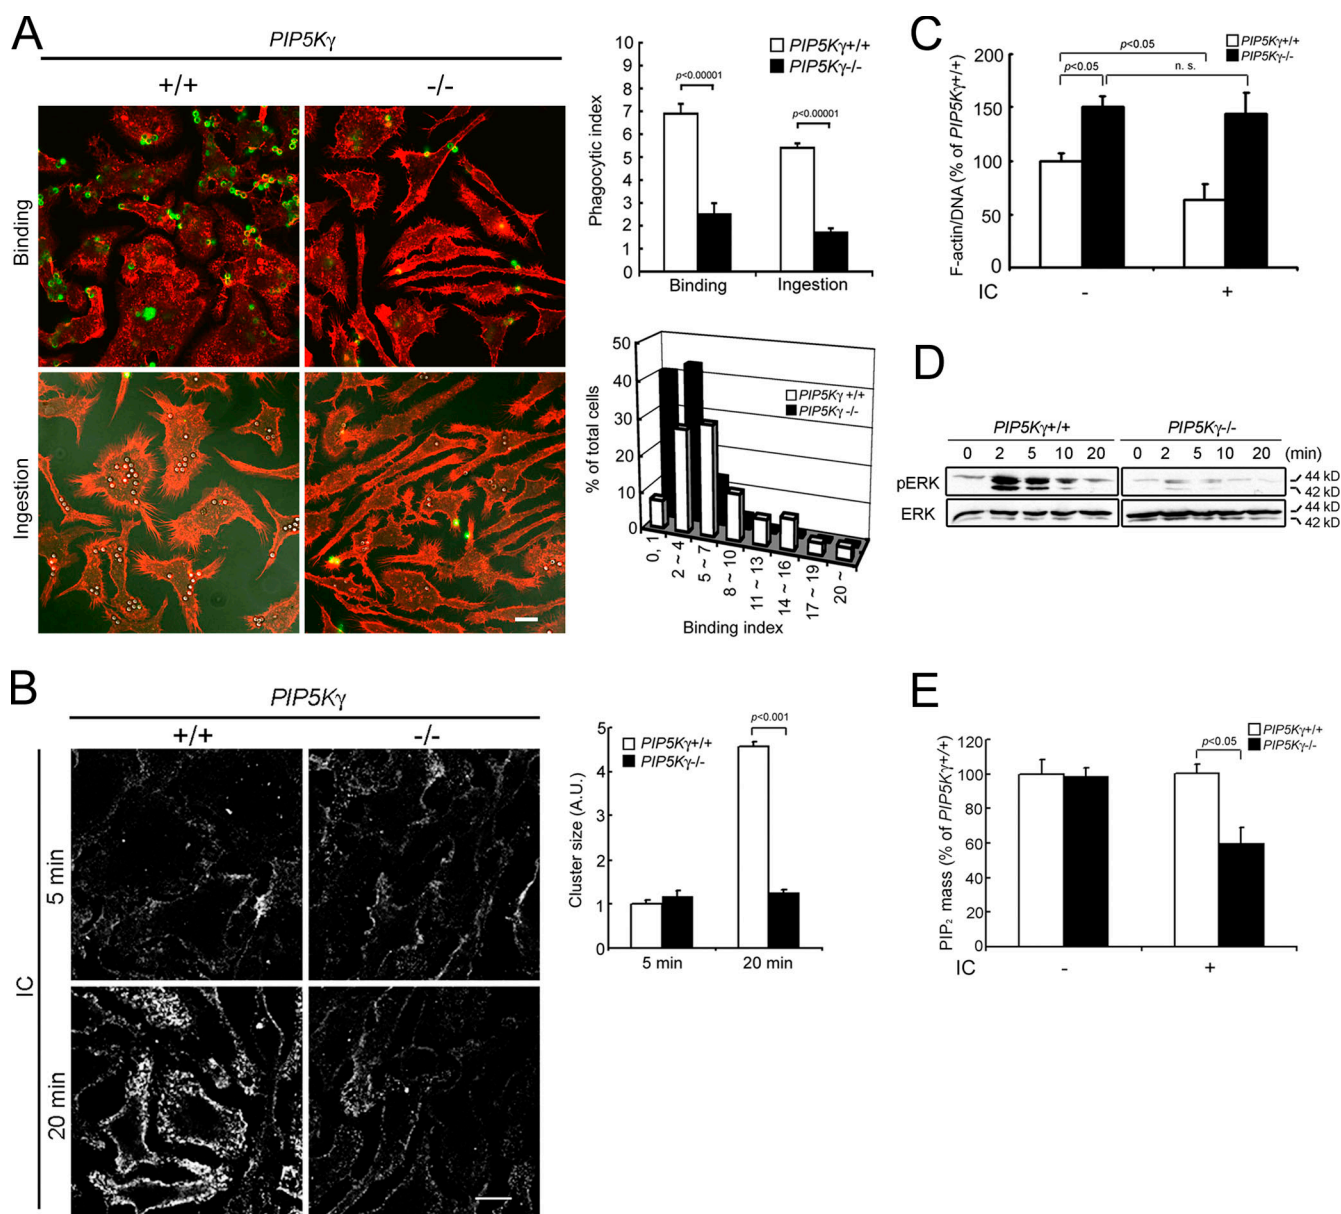 A
PIP5Kγ
+/+
-/-
Binding
Ingestion
Phagocytic index
10
9
8
7
6
5
4
3
2
1
0
PIP5Kγ+/+
PIP5Kγ-/-
p<0.00001
p<0.00001
Binding
Ingestion
% of total cells
50
40
30
20
10
0
PIP5Kγ +/+
PIP5Kγ -/-
0, 1
2 ~ 4
5 ~ 7
8 ~ 10
11 ~ 13
14 ~ 16
17 ~ 19
20 ~
Binding index
B
PIP5Kγ
+/+
-/-
IC
5 min
20 min
Cluster size (A.U.)
5
4
3
2
1
0
PIP5Kγ+/+
PIP5Kγ-/-
p<0.001
5 min
20 min
C
F-actin/DNA (% of PIP5Kγ+/+)
200
150
100
50
0
PIP5Kγ+/+
PIP5Kγ-/-
p<0.05
p<0.05
n. s.
IC
-
+
D
PIP5Kγ+/+
PIP5Kγ-/-
0 2 5 10 20
0 2 5 10 20
(min)
pERK
44 kD
42 kD
ERK
44 kD
42 kD
E
PIP₂ mass (% of PIP5Kγ+/+)
120
100
80
60
40
20
0
PIP5Kγ+/+
PIP5Kγ-/-
p<0.05
IC
-
+